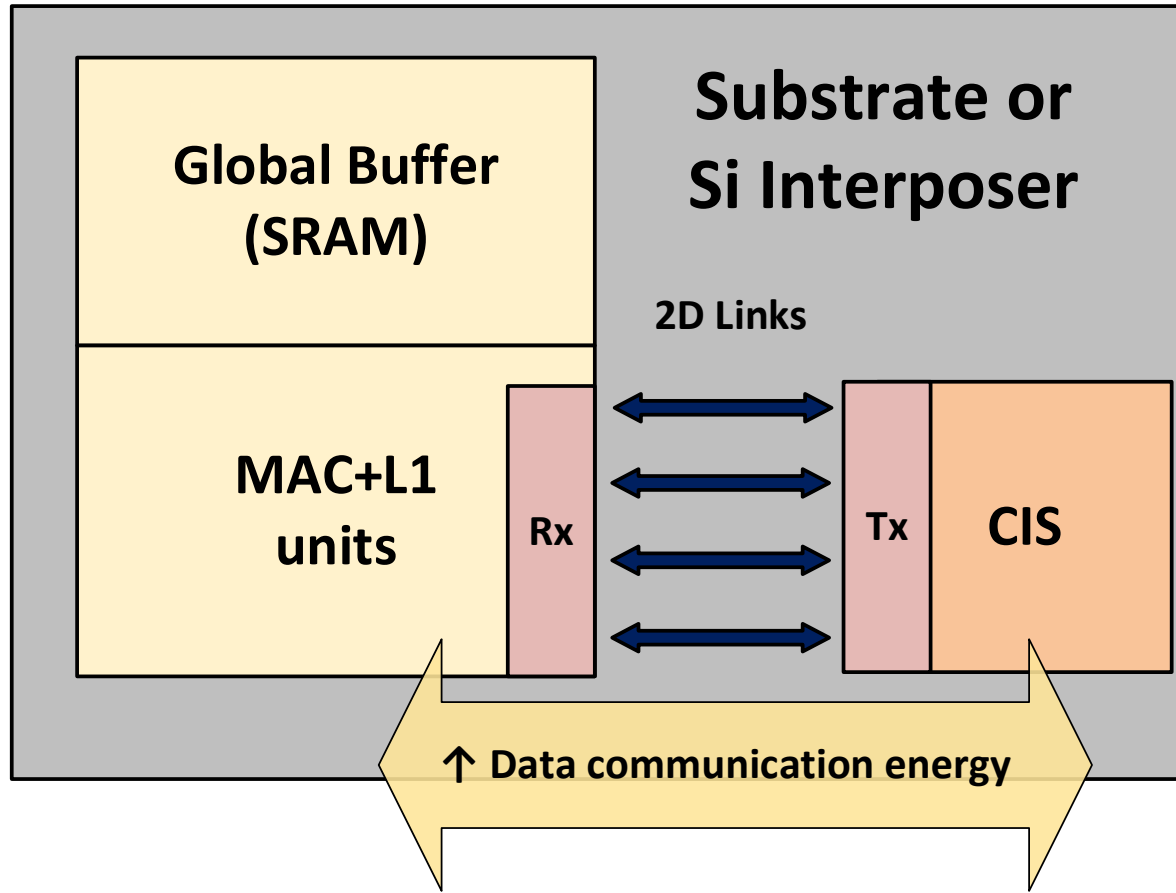 Substrate or
Si Interposer
Global Buffer
(SRAM)
2D Links
MAC+L1
units
Rx
Tx
CIS
↑ Data communication energy